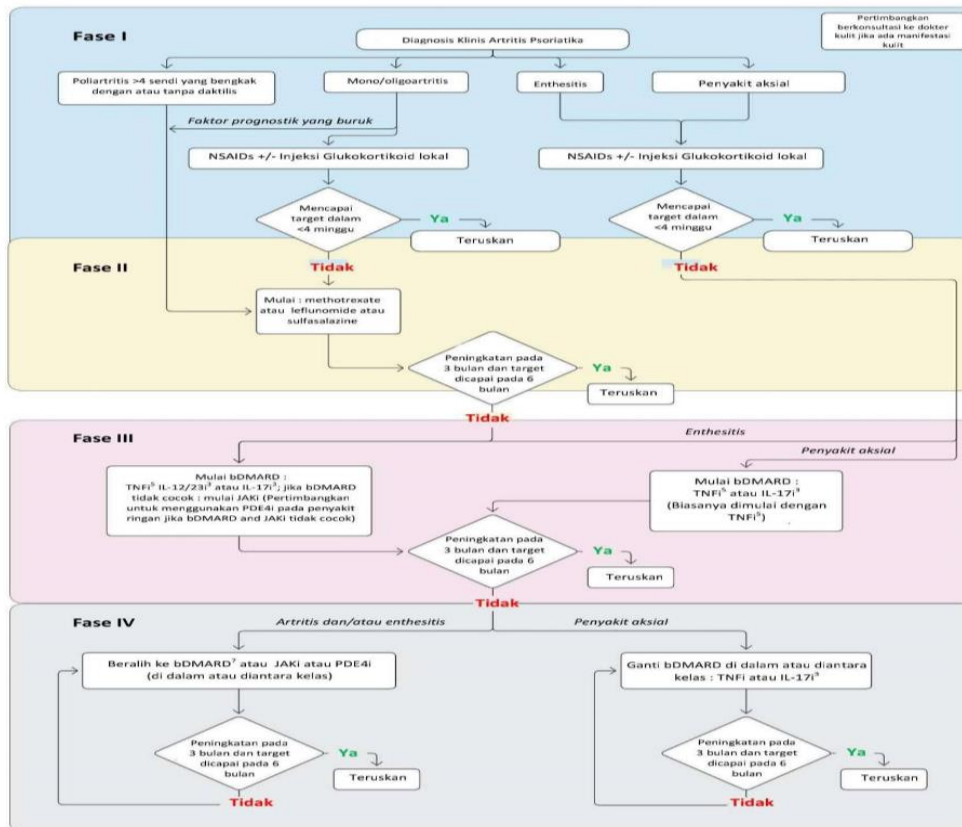 Fase I
Diagnosis Klinis Artritis Psoriatika
Pertimbangkan
berkonsultasi ke dokter
kulit jika ada manifestasi
kulit
Poliartritis >4 sendi yang bengkak
dengan atau tanpa daktilis
Mono/oligoartritis
Enthesitis
Penyakit aksial
Faktor prognostik yang buruk
NSAIDs +/- Injeksi Glukokortikoid lokal
NSAIDs +/- Injeksi Glukokortikoid lokal
Mencapai
target dalam
<4 minggu
Ya
Teruskan
Mencapai
target dalam
<4 minggu
Ya
Teruskan
Tidak
Tidak
Fase II
Mulai : methotrexate
atau leflunomide atau
sulfasalazine
Peningkatan pada
3 bulan dan target
dicapai pada 6
bulan
Ya
Teruskan
Tidak
Fase III
Enthesitis
Penyakit aksial
Mulai bDMARD :
TNFi⁵ IL-12/23i³ atau IL-17i³; jika bDMARD
tidak cocok : mulai JAKi (Pertimbangkan
untuk menggunakan PDE4i pada penyakit
ringan jika bDMARD and JAKi tidak cocok)
Mulai bDMARD :
TNFi⁵ atau IL-17i³
(Biasanya dimulai dengan
TNFi⁵)
Peningkatan pada
3 bulan dan target
dicapai pada 6
bulan
Ya
Teruskan
Tidak
Fase IV
Artritis dan/atau enthesitis
Penyakit aksial
Beralih ke bDMARD⁷ atau JAKi atau PDE4i
(di dalam atau diantara kelas)
Ganti bDMARD di dalam atau diantara
kelas : TNFi atau IL-17i³
Peningkatan pada
3 bulan dan target
dicapai pada 6
bulan
Ya
Teruskan
Tidak
Peningkatan pada
3 bulan dan target
dicapai pada 6
bulan
Ya
Teruskan
Tidak